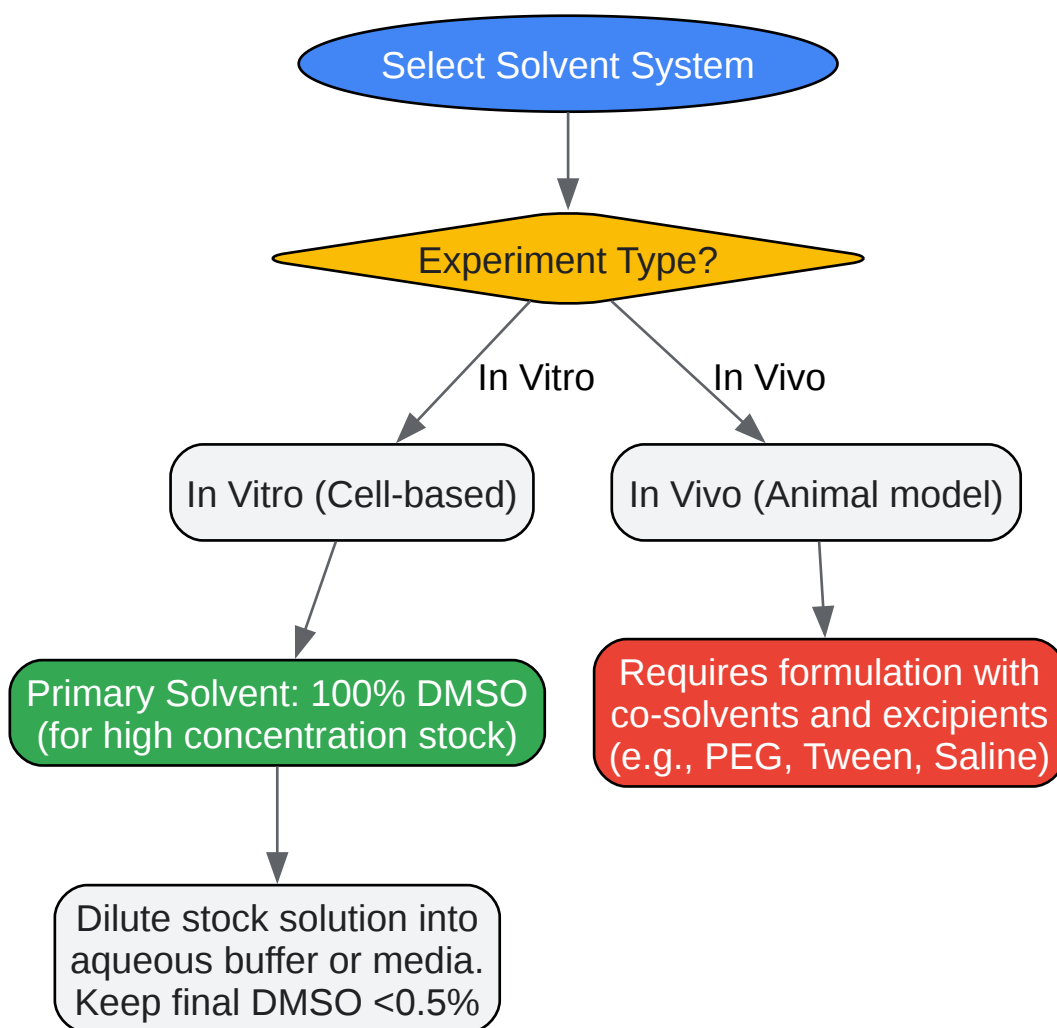 Select Solvent System
Experiment Type?
In Vitro
In Vivo
In Vitro (Cell-based)
In Vivo (Animal model)
Primary Solvent: 100% DMSO
(for high concentration stock)
Requires formulation with
co-solvents and excipients
(e.g., PEG, Tween, Saline)
Dilute stock solution into
aqueous buffer or media.
Keep final DMSO <0.5%